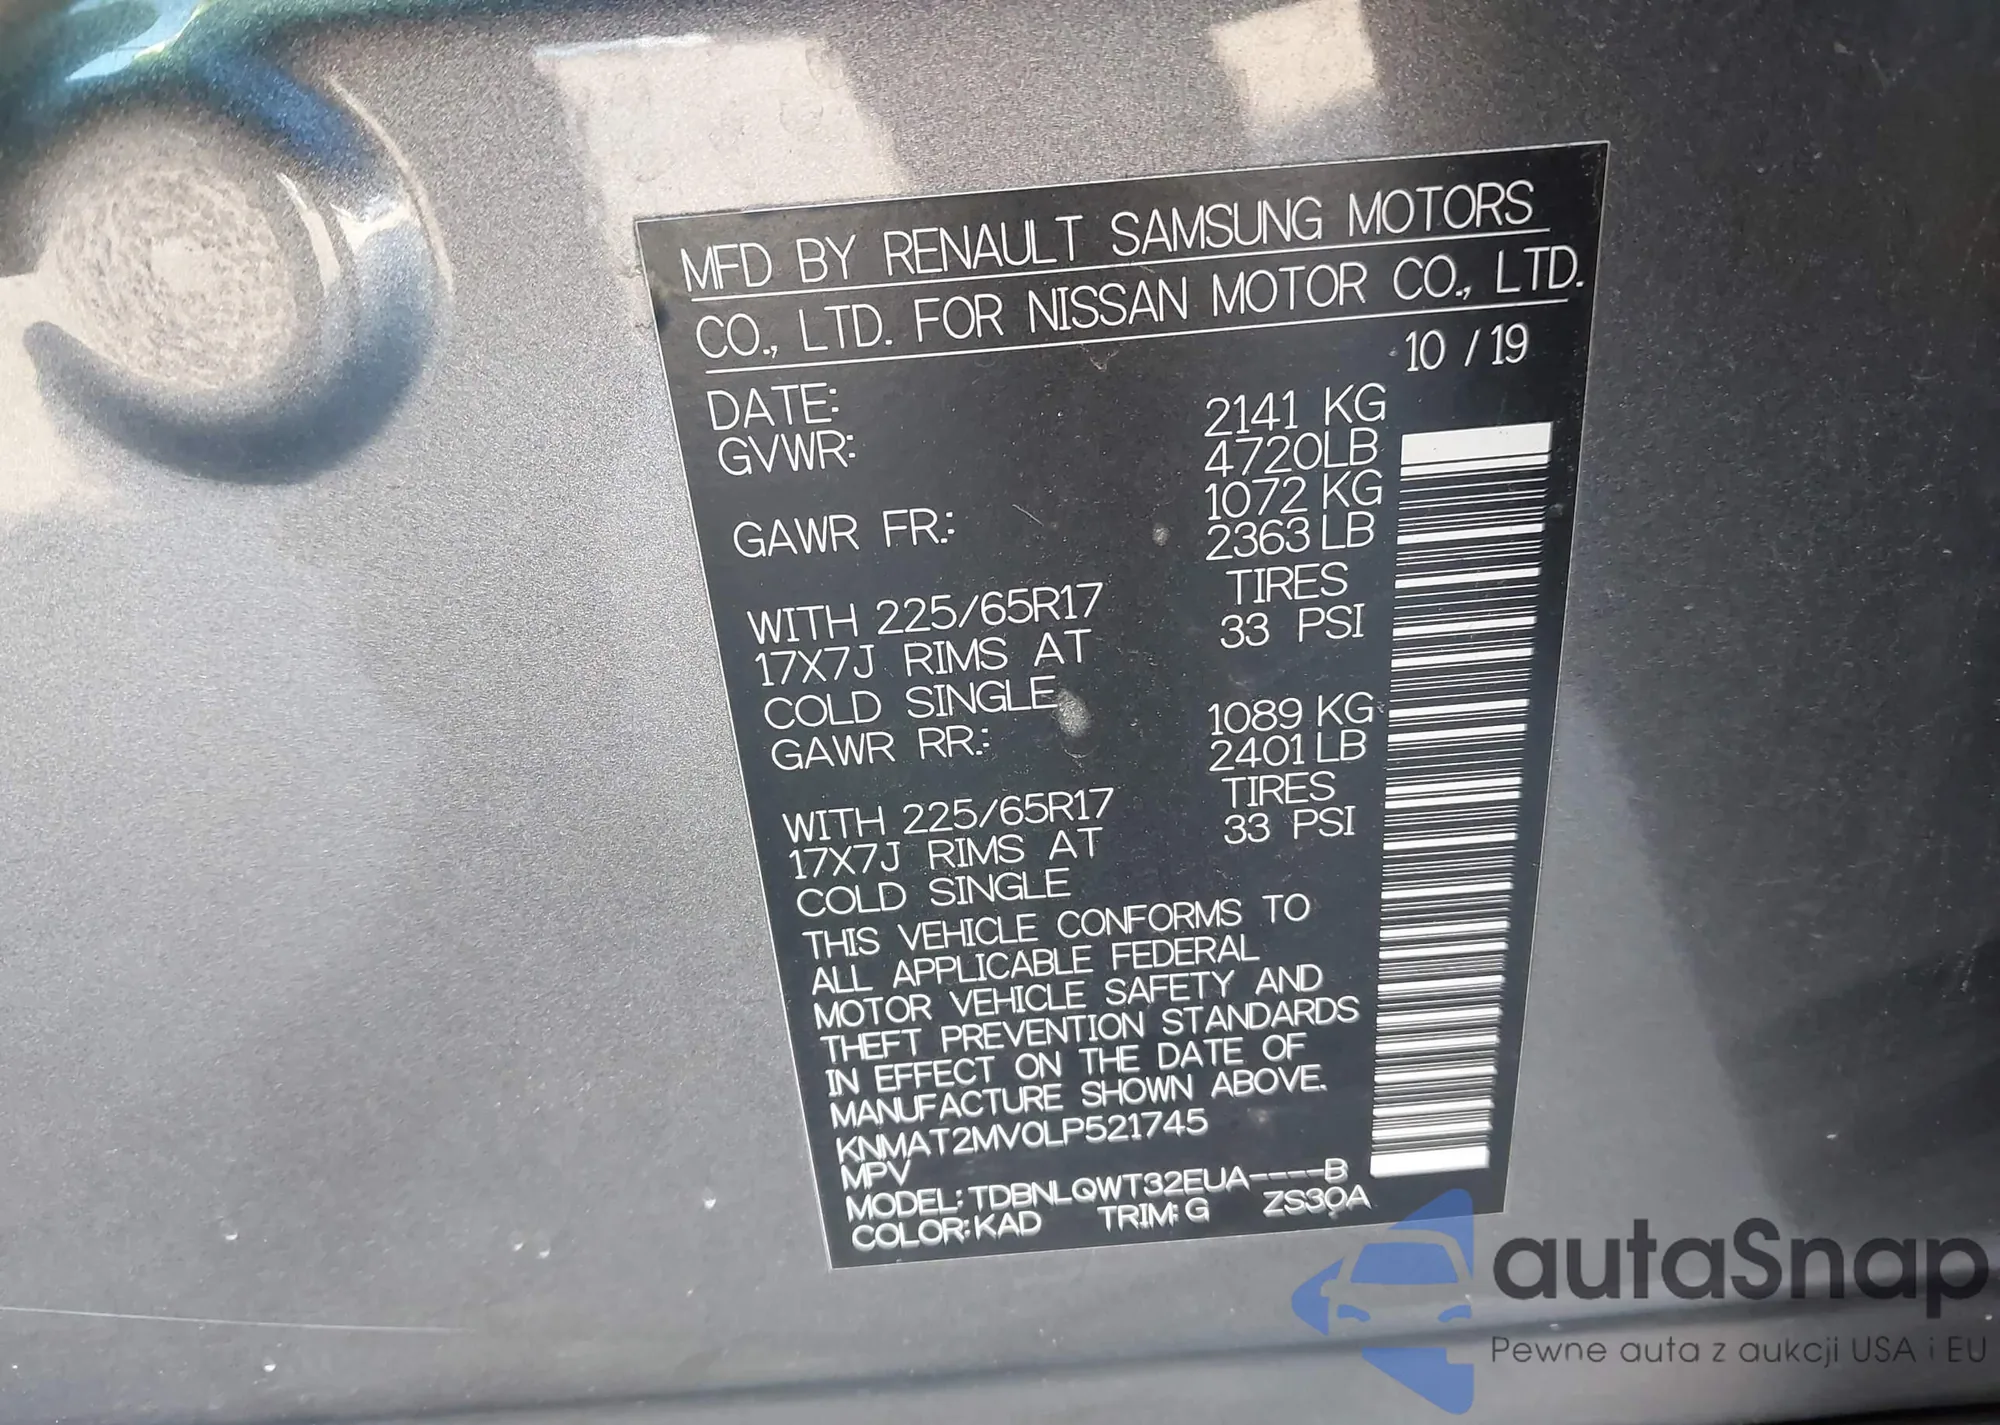 MFD BY RENAULT SAMSUNG MOTORS
CO., LTD. FOR NISSAN MOTOR CO., LTD.
DATE: 10 / 19
GVWR: 2141 KG
4720LB
GAWR FR.: 1072 KG
2363 LB
WITH 225/65R17 TIRES
17X7J RIMS AT 33 PSI
COLD SINGLE
GAWR RR.: 1089 KG
2401 LB
WITH 225/65R17 TIRES
17X7J RIMS AT 33 PSI
COLD SINGLE
THIS VEHICLE CONFORMS TO
ALL APPLICABLE FEDERAL
MOTOR VEHICLE SAFETY AND
THEFT PREVENTION STANDARDS
IN EFFECT ON THE DATE OF
MANUFACTURE SHOWN ABOVE.
KNMAT2MV0LP521745
MPV
MODEL: TDBNLQWT32EUA----B
COLOR: KAD TRIM: G ZS30A
autaSnap
Pewne auta z aukcji USA i EU